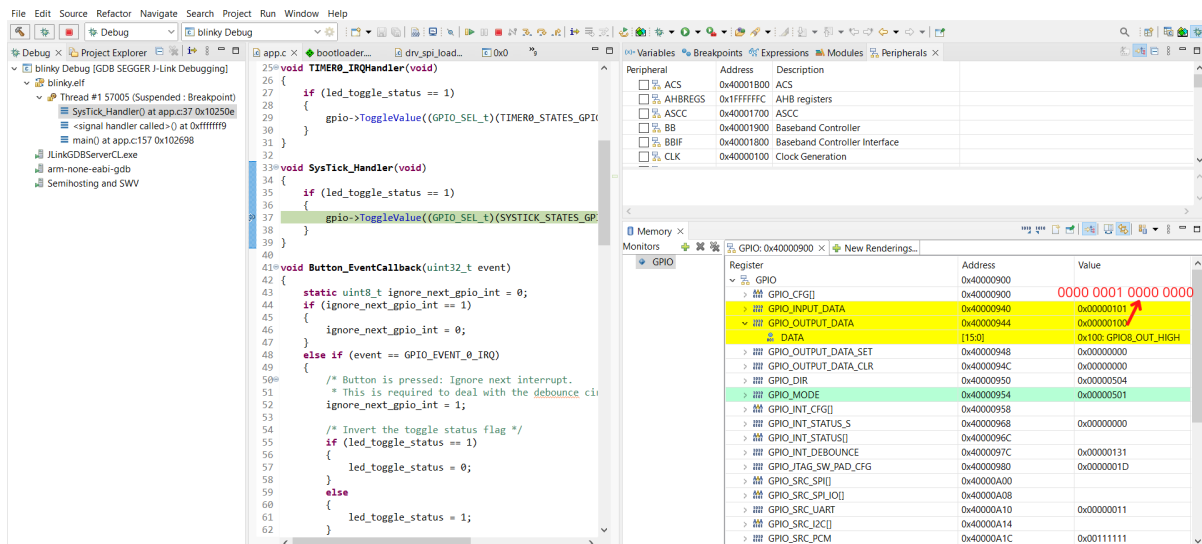 File Edit Source Refactor Navigate Search Project Run Window Help
Debug blinky Debug
Debug Project Explorer
blinky Debug [GDB SEGGER J-Link Debugging]
blinky.elf
Thread #1 57005 (Suspended : Breakpoint)
SysTick_Handler() at app.c:37 0x10250e
<signal handler called>() at 0xfffffff9
main() at app.c:157 0x102698
JLinkGDBServerCL.exe
arm-none-eabi-gdb
Semihosting and SWV
app.c bootloader.... drv_spi_load... 0x0 »9
25 void TIMER0_IRQHandler(void)
26 {
27 if (led_toggle_status == 1)
28 {
29 gpio->ToggleValue((GPIO_SEL_t)(TIMER0_STATES_GPIO
30 }
31 }
32
33 void SysTick_Handler(void)
34 {
35 if (led_toggle_status == 1)
36 {
37 gpio->ToggleValue((GPIO_SEL_t)(SYSTICK_STATES_GP
38 }
39 }
40
41 void Button_EventCallback(uint32_t event)
42 {
43 static uint8_t ignore_next_gpio_int = 0;
44 if (ignore_next_gpio_int == 1)
45 {
46 ignore_next_gpio_int = 0;
47 }
48 else if (event == GPIO_EVENT_0_IRQ)
49 {
50 /* Button is pressed: Ignore next interrupt.
51 * This is required to deal with the debounce ci
52 ignore_next_gpio_int = 1;
53
54 /* Invert the toggle status flag */
55 if (led_toggle_status == 1)
56 {
57 led_toggle_status = 0;
58 }
59 else
60 {
61 led_toggle_status = 1;
62 }
Variables Breakpoints Expressions Modules Peripherals
Peripheral Address Description
ACS 0x40001B00 ACS
AHBREGS 0x1FFFFFFC AHB registers
ASCC 0x40001700 ASCC
BB 0x40001900 Baseband Controller
BBIF 0x40001800 Baseband Controller Interface
CLK 0x40000100 Clock Generation
Memory
Monitors GPIO: 0x40000900 New Renderings...
GPIO
Register Address Value
GPIO 0x40000900
GPIO_CFG[] 0x40000900 0000 0001 0000 0000
GPIO_INPUT_DATA 0x40000940 0x00000101
GPIO_OUTPUT_DATA 0x40000944 0x00000100
DATA [15:0] 0x100: GPIO8_OUT_HIGH
GPIO_OUTPUT_DATA_SET 0x40000948 0x00000000
GPIO_OUTPUT_DATA_CLR 0x4000094C 0x00000000
GPIO_DIR 0x40000950 0x00000504
GPIO_MODE 0x40000954 0x00000501
GPIO_INT_CFG[] 0x40000958
GPIO_INT_STATUS_S 0x40000968 0x00000000
GPIO_INT_STATUS[] 0x4000096C
GPIO_INT_DEBOUNCE 0x4000097C 0x00000131
GPIO_JTAG_SW_PAD_CFG 0x40000980 0x0000001D
GPIO_SRC_SPI[] 0x40000A00
GPIO_SRC_SPI_IO[] 0x40000A08
GPIO_SRC_UART 0x40000A10 0x00000011
GPIO_SRC_I2C[] 0x40000A14
GPIO_SRC_PCM 0x40000A1C 0x00111111